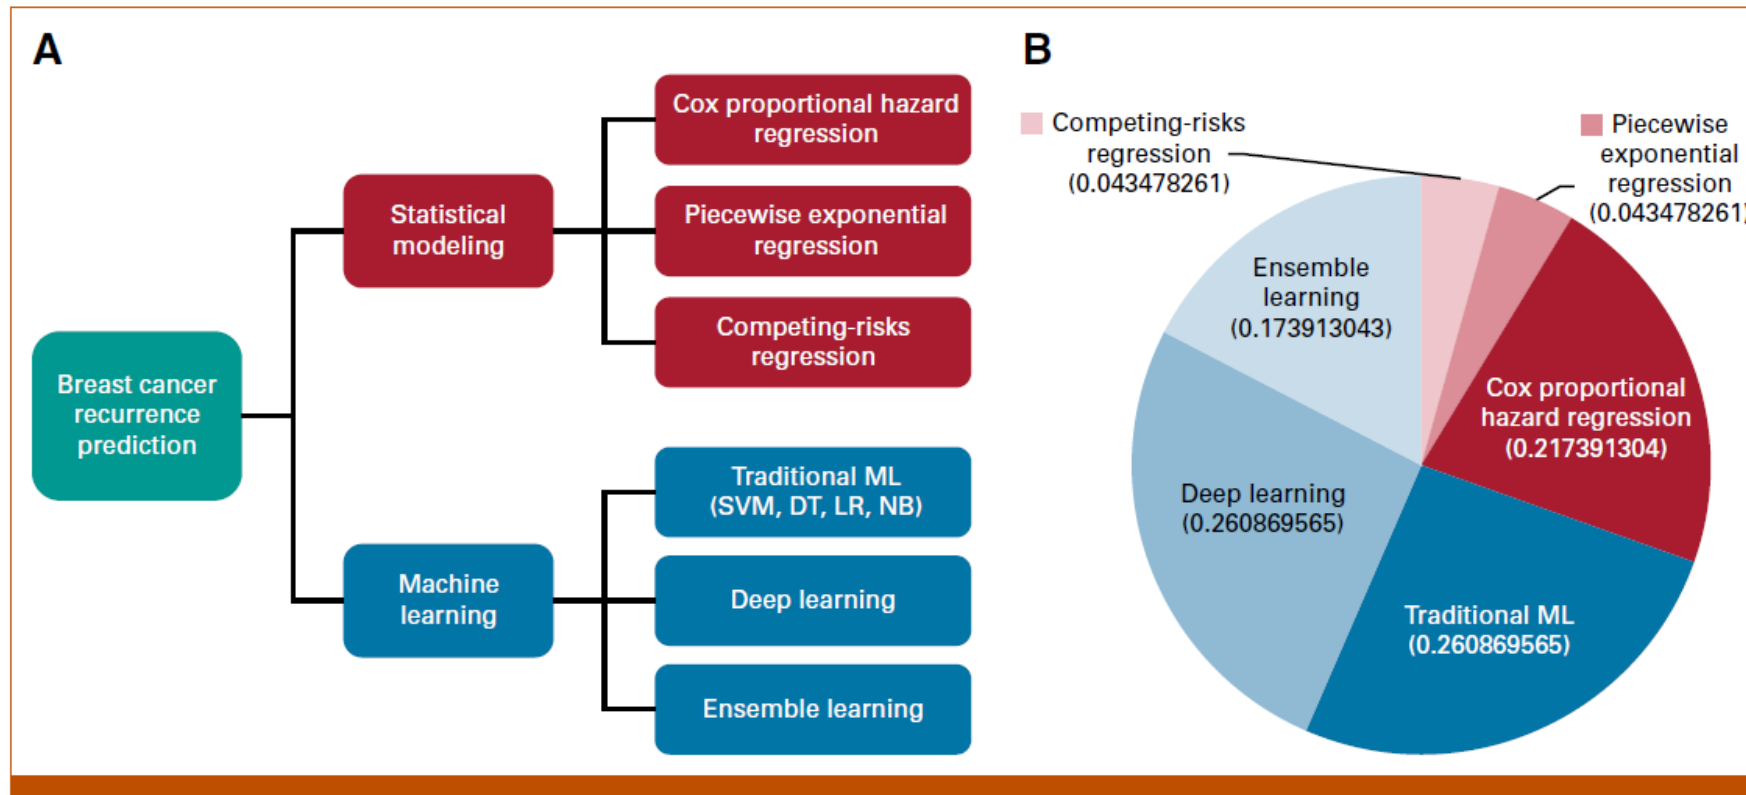 A
Breast cancer
recurrence
prediction
Statistical
modeling
Machine
learning
Cox proportional hazard
regression
Piecewise exponential
regression
Competing-risks
regression
Traditional ML
(SVM, DT, LR, NB)
Deep learning
Ensemble learning
B
Competing-risks
regression
(0.043478261)
Piecewise
exponential
regression
(0.043478261)
Ensemble
learning
(0.173913043)
Cox proportional
hazard regression
(0.217391304)
Deep learning
(0.260869565)
Traditional ML
(0.260869565)